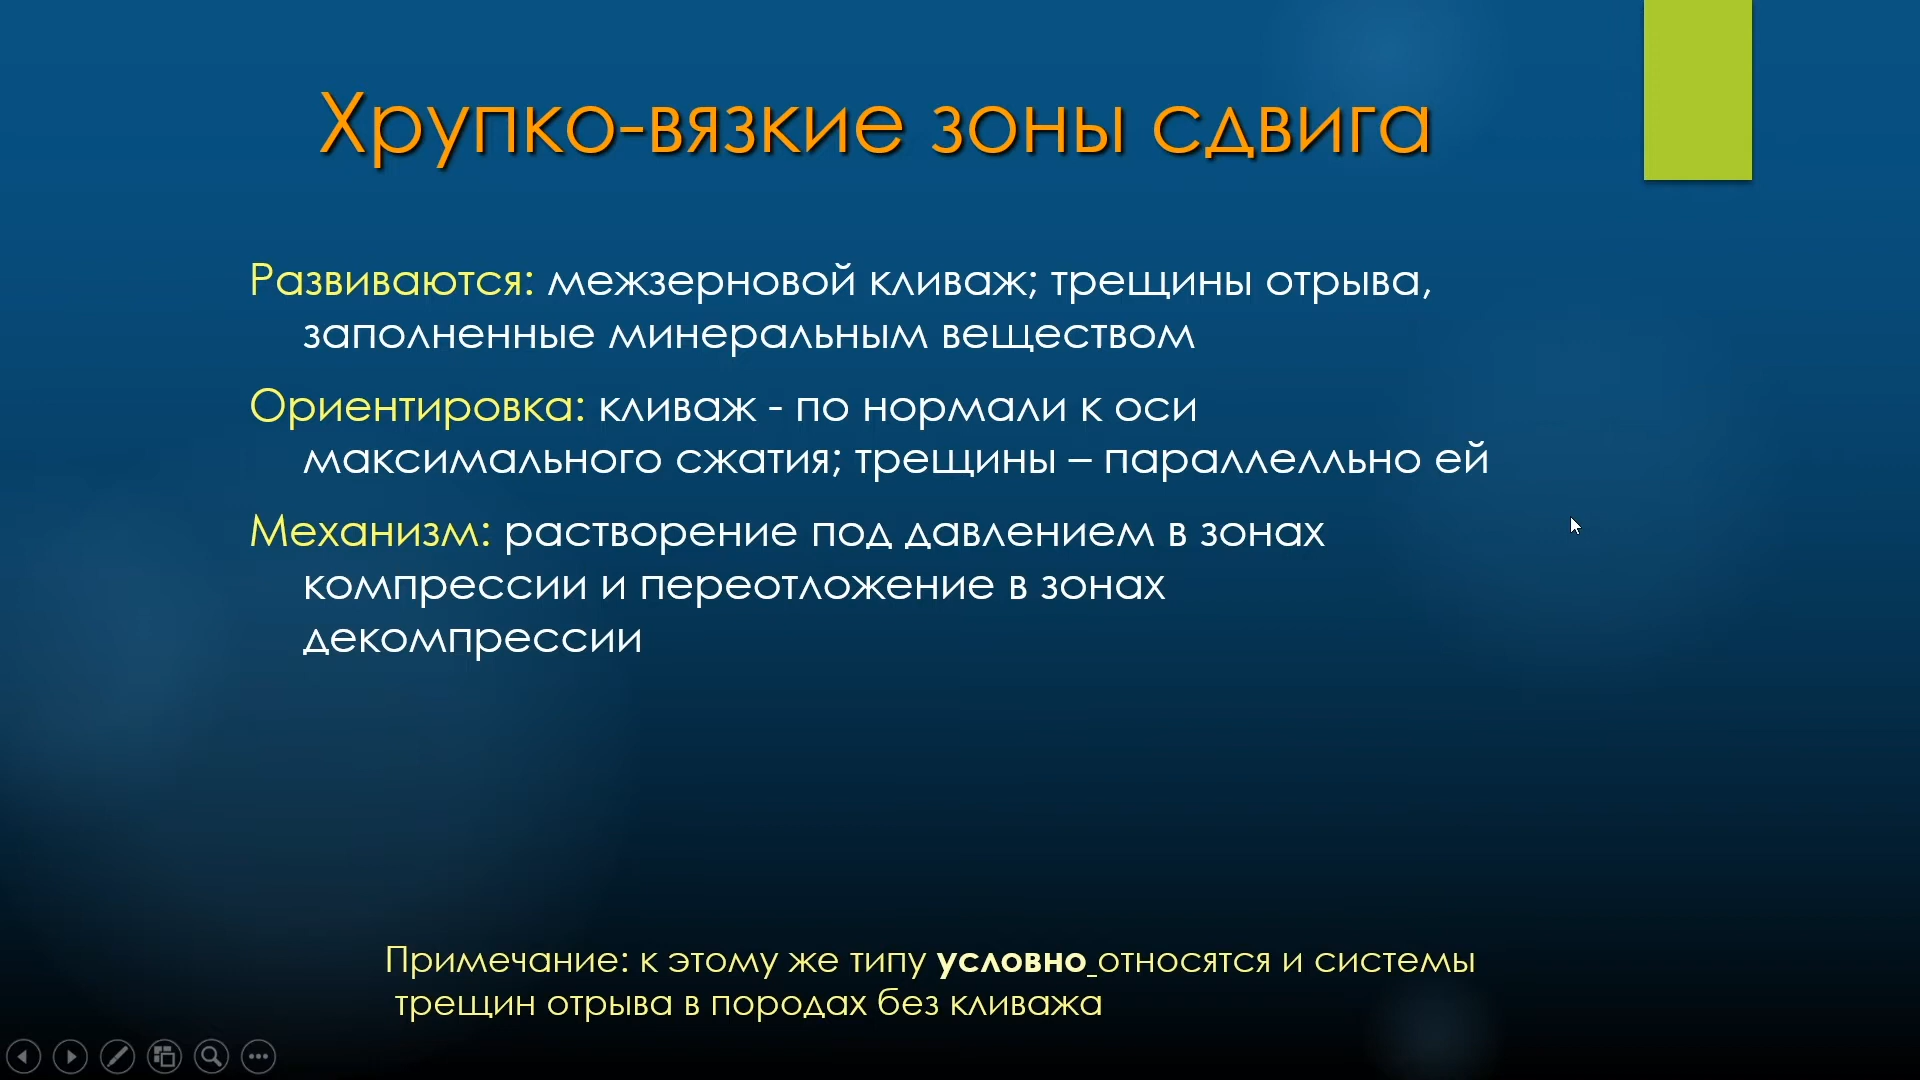 Хрупко-вязкие зоны сдвига
Развиваются: межзерновой кливаж; трещины отрыва,
заполненные минеральным веществом
Ориентировка: кливаж - по нормали к оси
максимального сжатия; трещины – параллелльно ей
Механизм: растворение под давлением в зонах
компрессии и переотложение в зонах
декомпрессии
Примечание: к этому же типу условно относятся и системы
трещин отрыва в породах без кливажа